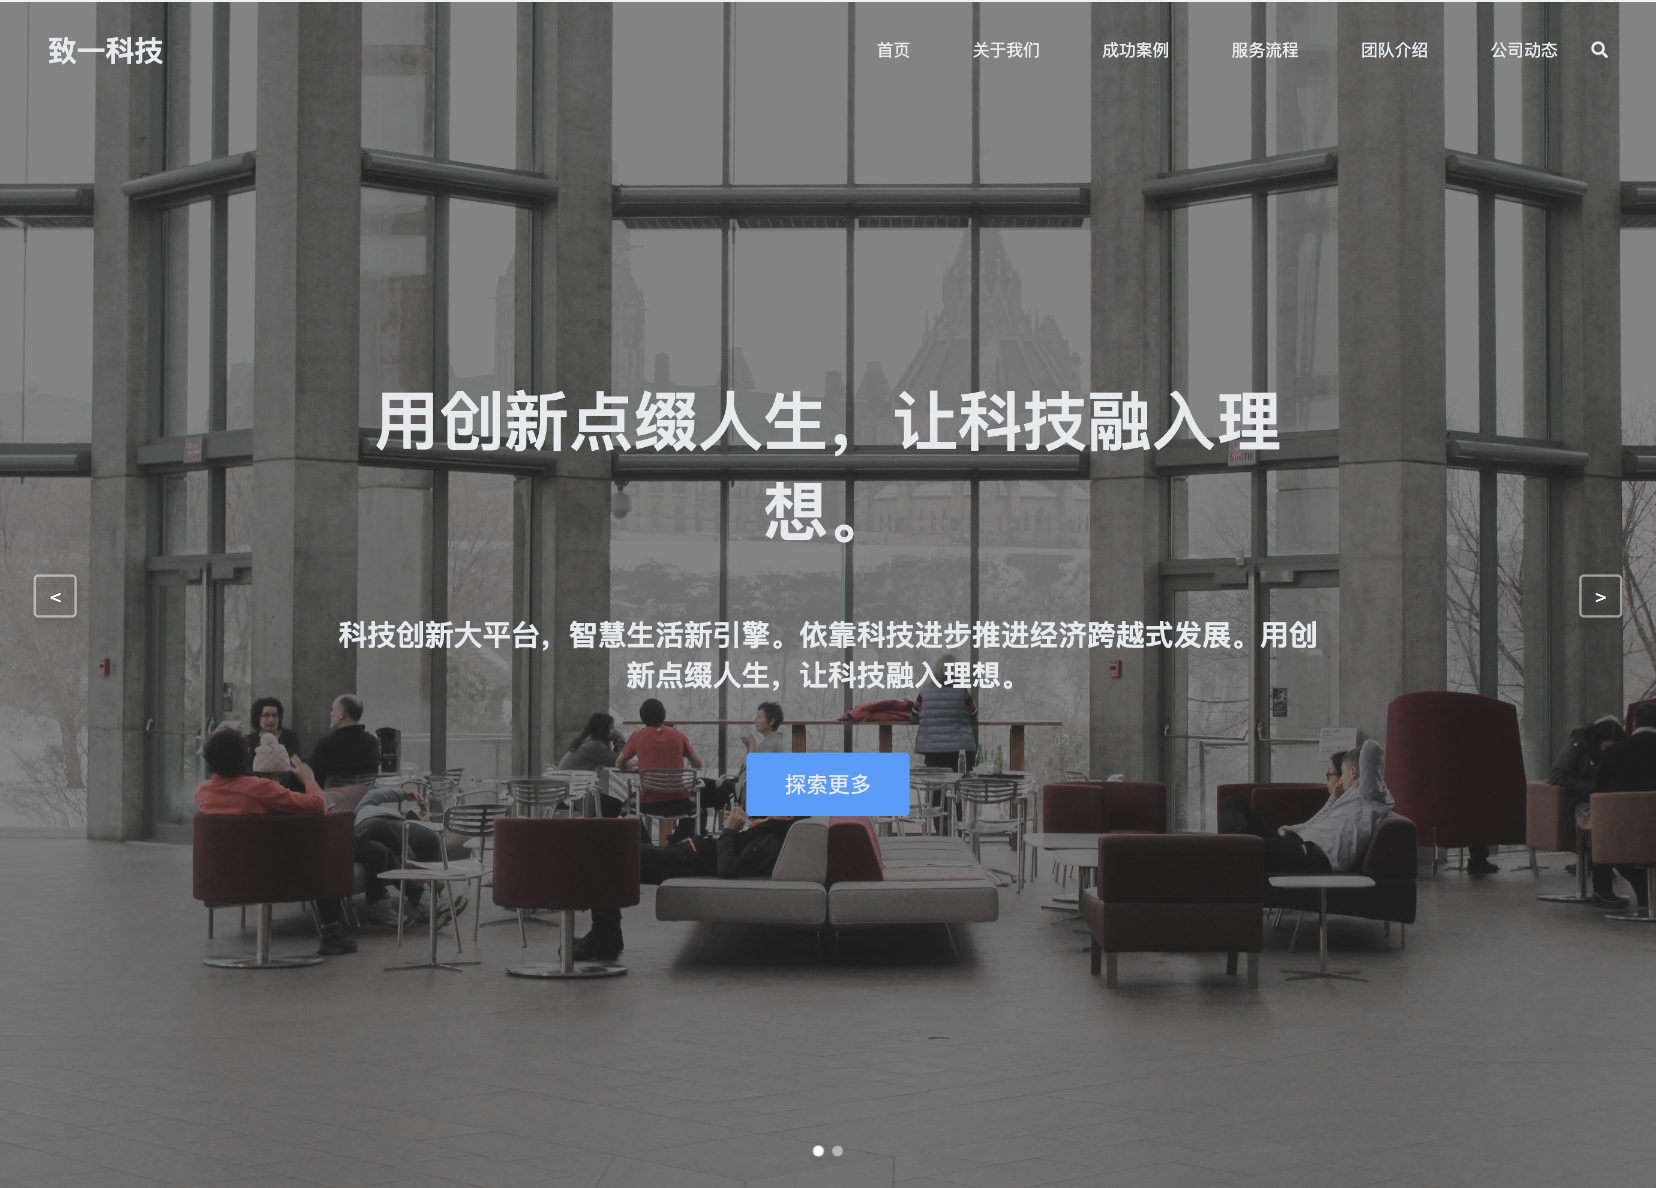 致一科技
首页 关于我们 成功案例 服务流程 团队介绍 公司动态
用创新点缀人生，让科技融入理
想。
<
>
科技创新大平台，智慧生活新引擎。依靠科技进步推进经济跨越式发展。用创
新点缀人生，让科技融入理想。
探索更多
SORTIE